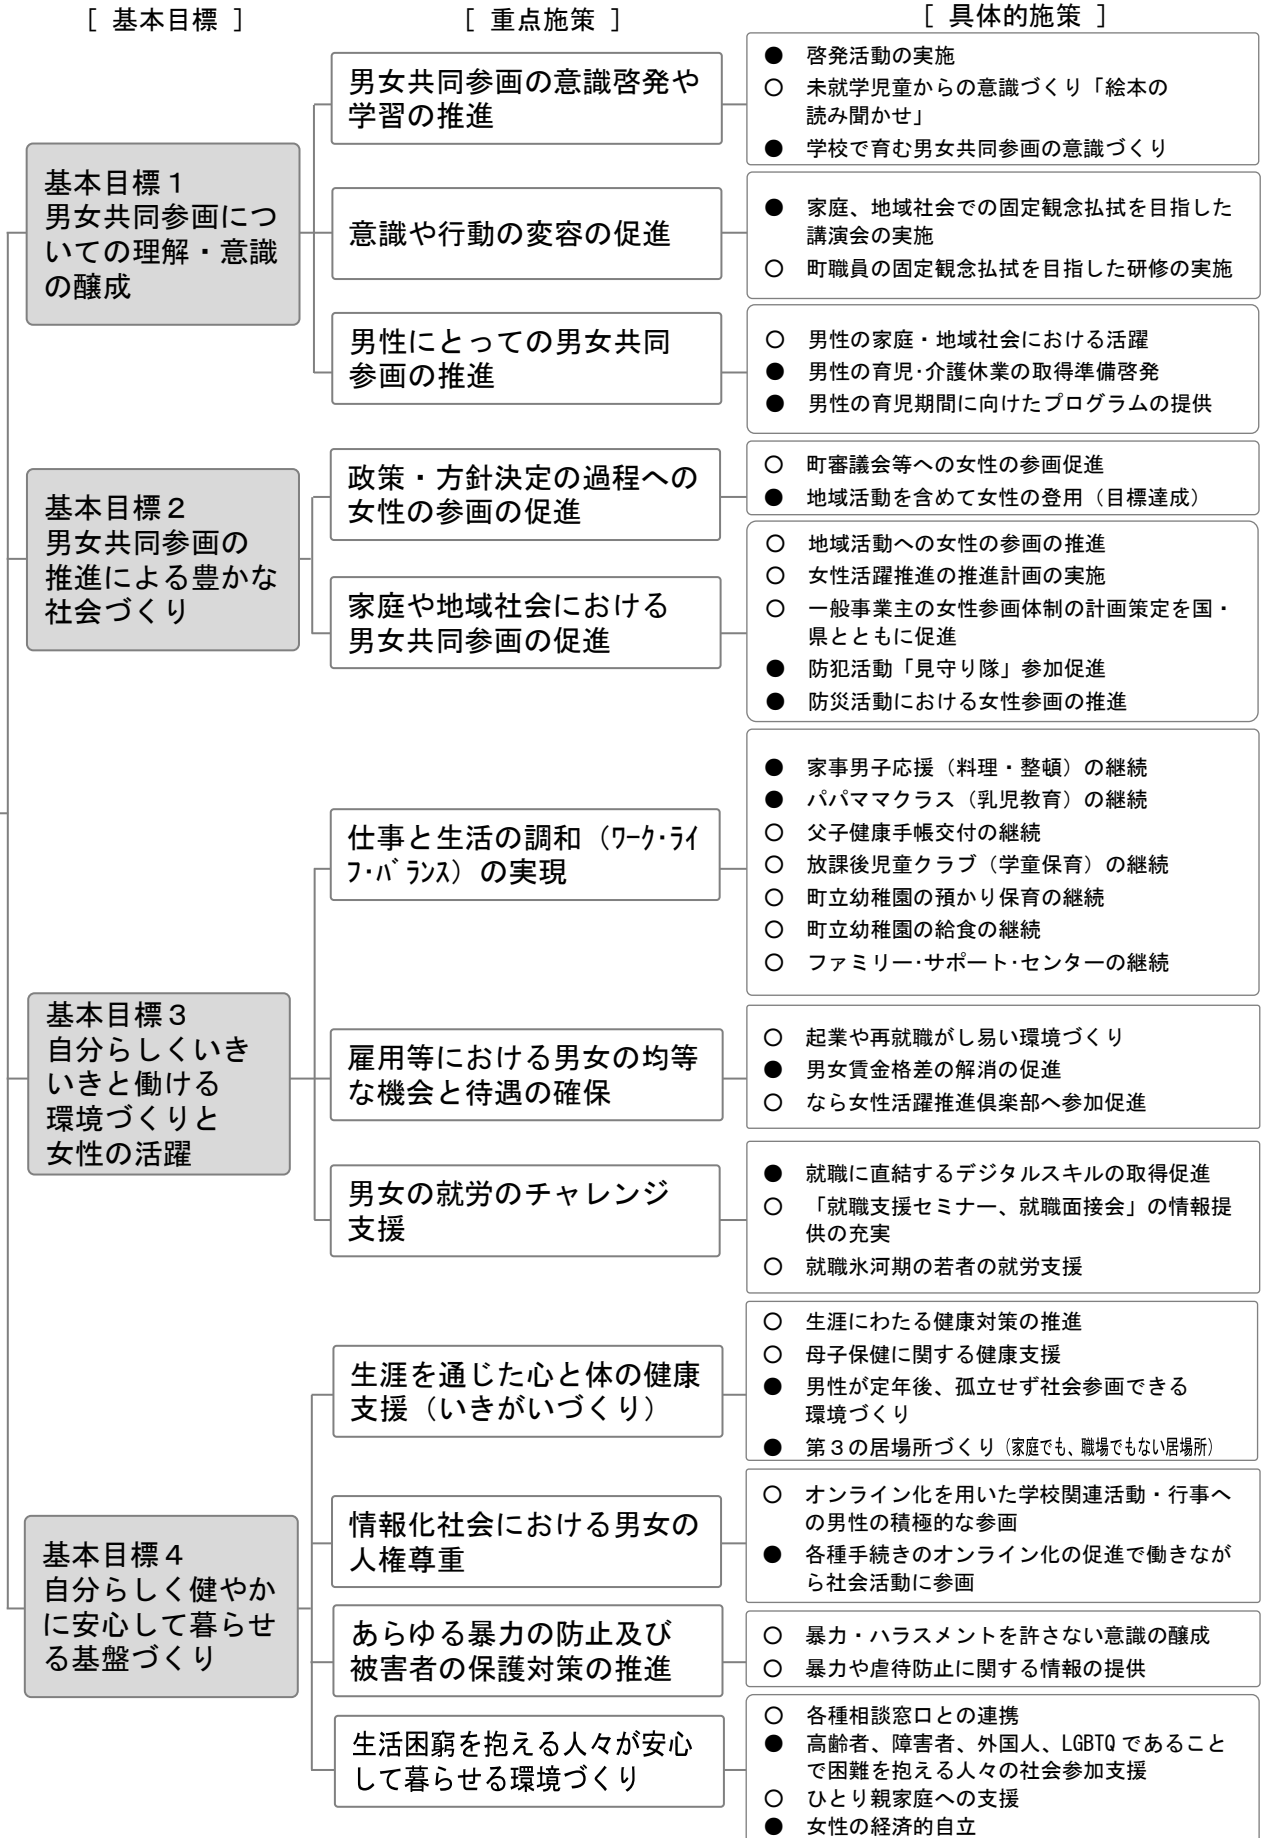 ［ 基本目標 ］
［ 重点施策 ］
［ 具体的施策 ］
基本目標１
男女共同参画につ
いての理解・意識
の醸成
男女共同参画の意識啓発や
学習の推進
● 啓発活動の実施
○ 未就学児童からの意識づくり「絵本の
読み聞かせ」
● 学校で育む男女共同参画の意識づくり
意識や行動の変容の促進
● 家庭、地域社会での固定観念払拭を目指した
講演会の実施
○ 町職員の固定観念払拭を目指した研修の実施
男性にとっての男女共同
参画の推進
○ 男性の家庭・地域社会における活躍
● 男性の育児･介護休業の取得準備啓発
● 男性の育児期間に向けたプログラムの提供
基本目標２
男女共同参画の
推進による豊かな
社会づくり
政策・方針決定の過程への
女性の参画の促進
○ 町審議会等への女性の参画促進
● 地域活動を含めて女性の登用（目標達成）
家庭や地域社会における
男女共同参画の促進
○ 地域活動への女性の参画の推進
○ 女性活躍推進の推進計画の実施
○ 一般事業主の女性参画体制の計画策定を国・
県とともに促進
● 防犯活動「見守り隊」参加促進
● 防災活動における女性参画の推進
基本目標３
自分らしくいき
いきと働ける
環境づくりと
女性の活躍
仕事と生活の調和（ﾜｰｸ･ﾗｲ
ﾌ･ﾊﾞﾗﾝｽ）の実現
● 家事男子応援（料理・整頓）の継続
● パパママクラス（乳児教育）の継続
○ 父子健康手帳交付の継続
○ 放課後児童クラブ（学童保育）の継続
○ 町立幼稚園の預かり保育の継続
○ 町立幼稚園の給食の継続
○ ファミリー･サポート･センターの継続
雇用等における男女の均等
な機会と待遇の確保
○ 起業や再就職がし易い環境づくり
● 男女賃金格差の解消の促進
○ なら女性活躍推進倶楽部へ参加促進
男女の就労のチャレンジ
支援
● 就職に直結するデジタルスキルの取得促進
○ 「就職支援セミナー、就職面接会」の情報提
供の充実
○ 就職氷河期の若者の就労支援
基本目標４
自分らしく健やか
に安心して暮らせ
る基盤づくり
生涯を通じた心と体の健康
支援（いきがいづくり）
○ 生涯にわたる健康対策の推進
○ 母子保健に関する健康支援
● 男性が定年後、孤立せず社会参画できる
環境づくり
● 第３の居場所づくり（家庭でも、職場でもない居場所）
情報化社会における男女の
人権尊重
○ オンライン化を用いた学校関連活動・行事へ
の男性の積極的な参画
● 各種手続きのオンライン化の促進で働きなが
ら社会活動に参画
あらゆる暴力の防止及び
被害者の保護対策の推進
○ 暴力・ハラスメントを許さない意識の醸成
○ 暴力や虐待防止に関する情報の提供
生活困窮を抱える人々が安心
して暮らせる環境づくり
○ 各種相談窓口との連携
● 高齢者、障害者、外国人、LGBTQ であること
で困難を抱える人々の社会参加支援
○ ひとり親家庭への支援
● 女性の経済的自立